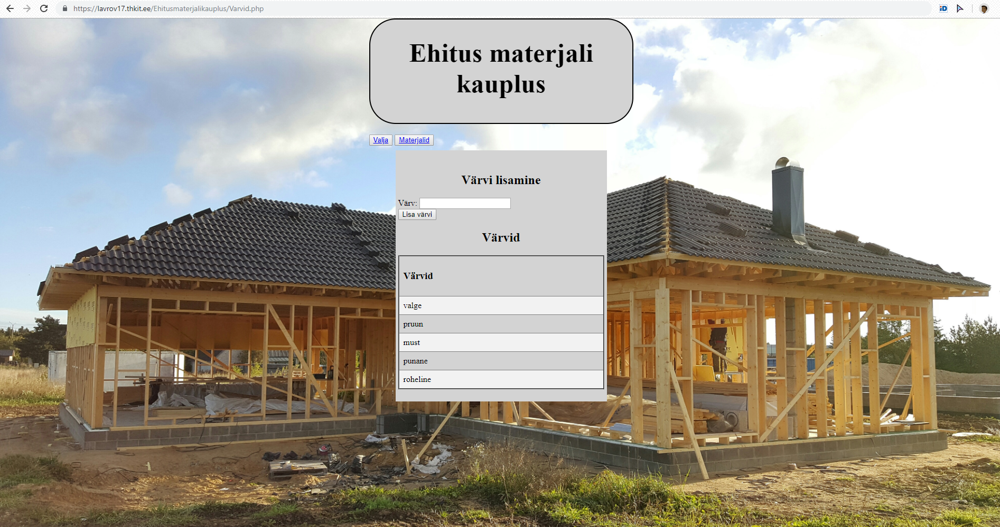 https://lavrov17.thkit.ee/Ehitusmaterjalikauplus/Varvid.php
iD
Ehitus materjali
kauplus
Valja Materjalid
Värvi lisamine
Värv:
Lisa värvi
Värvid
Värvid
valge
pruun
must
punane
roheline